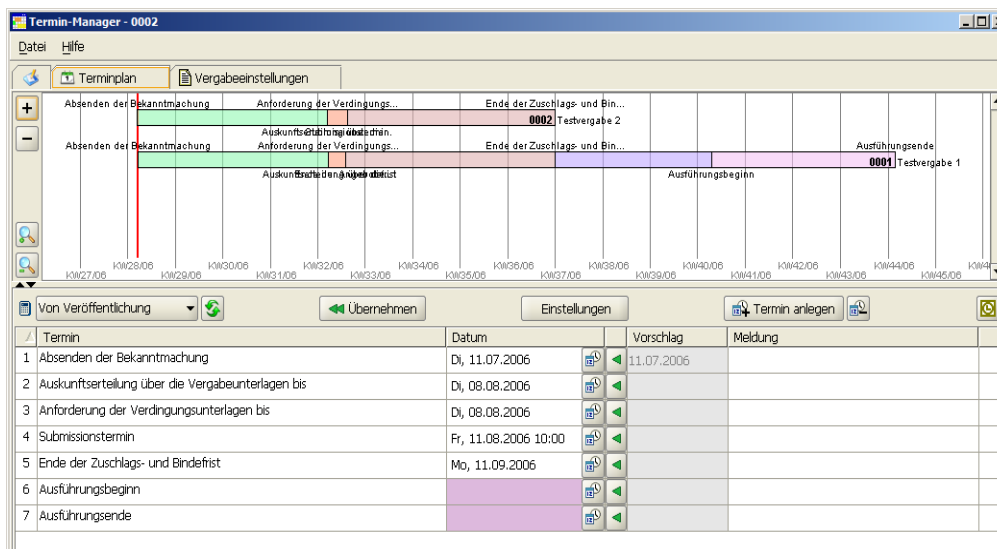 Termin-Manager - 0002
Datei Hilfe
Terminplan Vergabeeinstellungen
Absenden der Bekanntmachung Anforderung der Verdingungs... Ende der Zuschlags- und Bin...
0002 Testvergabe 2
Absenden der Bekanntmachung Anforderung der Verdingungs... Ende der Zuschlags- und Bin... Ausführungsende
0001 Testvergabe 1
Ausführungsbeginn
KW28/06 KW30/06 KW32/06 KW34/06 KW36/06 KW38/06 KW40/06 KW42/06 KW44/06
KW27/06 KW29/06 KW31/06 KW33/06 KW35/06 KW37/06 KW39/06 KW41/06 KW43/06 KW45/06
Von Veröffentlichung Übernehmen Einstellungen Termin anlegen
Termin Datum Vorschlag Meldung
1 Absenden der Bekanntmachung Di, 11.07.2006 11.07.2006
2 Auskunftserteilung über die Vergabeunterlagen bis Di, 08.08.2006
3 Anforderung der Verdingungsunterlagen bis Di, 08.08.2006
4 Submissionstermin Fr, 11.08.2006 10:00
5 Ende der Zuschlags- und Bindefrist Mo, 11.09.2006
6 Ausführungsbeginn
7 Ausführungsende